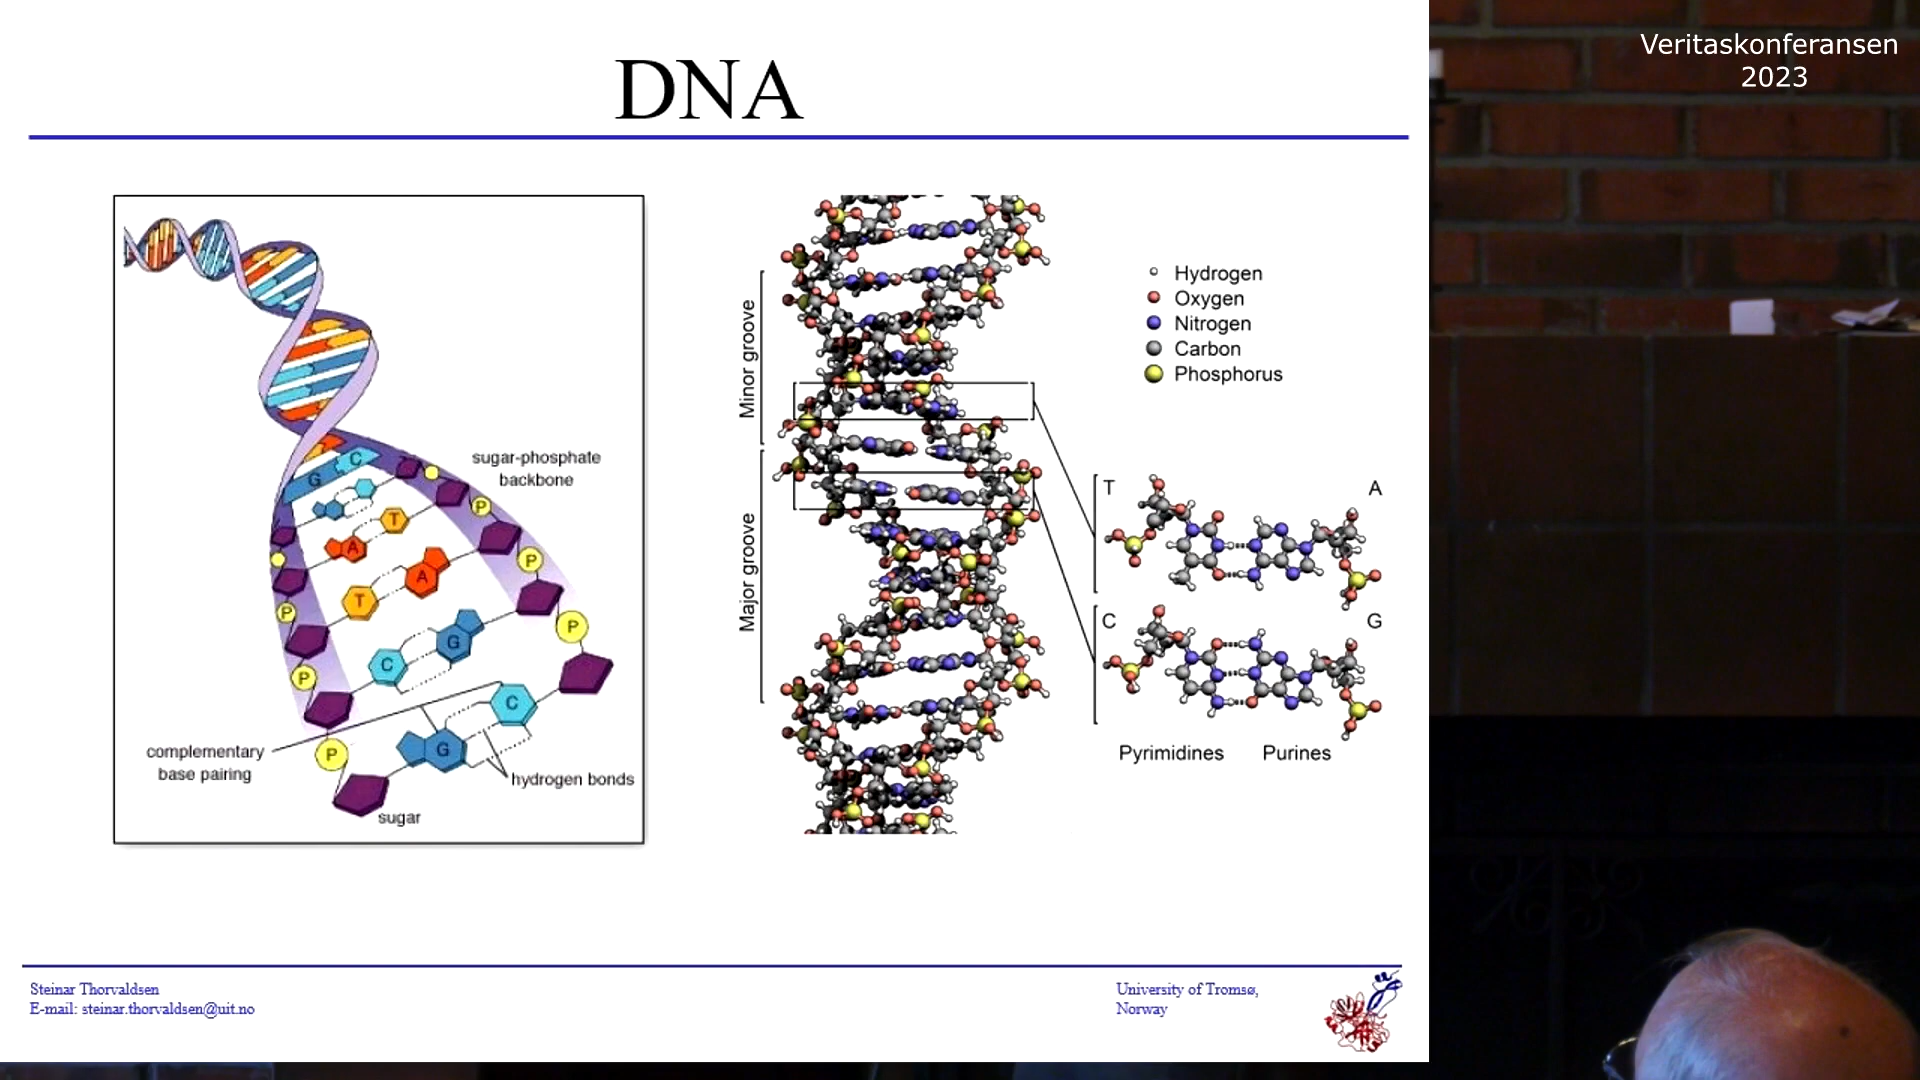 Veritaskonferansen
2023
DNA
C
G
sugar-phosphate
backbone
T
P
A
P
A
T
P
P
G
C
P
P
C
G
complementary
base pairing
P
hydrogen bonds
sugar
Minor groove
Major groove
Hydrogen
Oxygen
Nitrogen
Carbon
Phosphorus
T
A
C
G
Pyrimidines
Purines
Steinar Thorvaldsen
E-mail: steinar.thorvaldsen@uit.no
University of Tromsø,
Norway